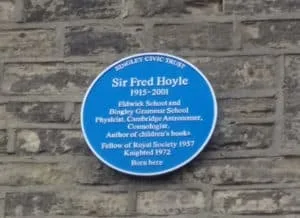 BINGLEY CIVIC TRUST
Sir Fred Hoyle
1915-2001
Eldwick School and
Bingley Grammar School
Physicist, Cambridge Astronomer,
Cosmologist,
Author of children's books
Fellow of Royal Society 1957
Knighted 1972
Born here